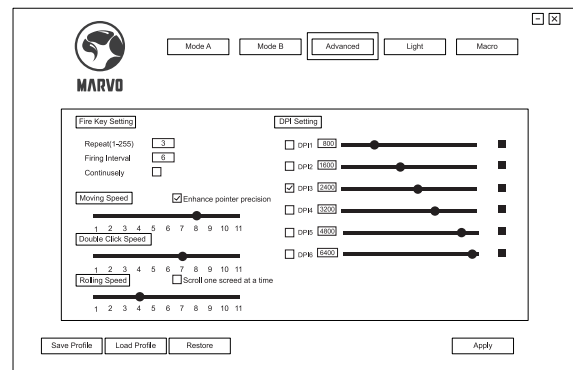 Mode A
Mode B
Advanced
Light
Macro
MARVO
Fire Key Setting
Repeat(1-255) 3
Firing Interval 6
Continusely
Moving Speed
Enhance pointer precision
1 2 3 4 5 6 7 8 9 10 11
Double Click Speed
1 2 3 4 5 6 7 8 9 10 11
Rolling Speed
Scroll one screed at a time
1 2 3 4 5 6 7 8 9 10 11
DPI Setting
DPI1 800
DPI2 1600
DPI3 2400
DPI4 3200
DPI5 4800
DPI6 6400
Save Profile
Load Profile
Restore
Apply